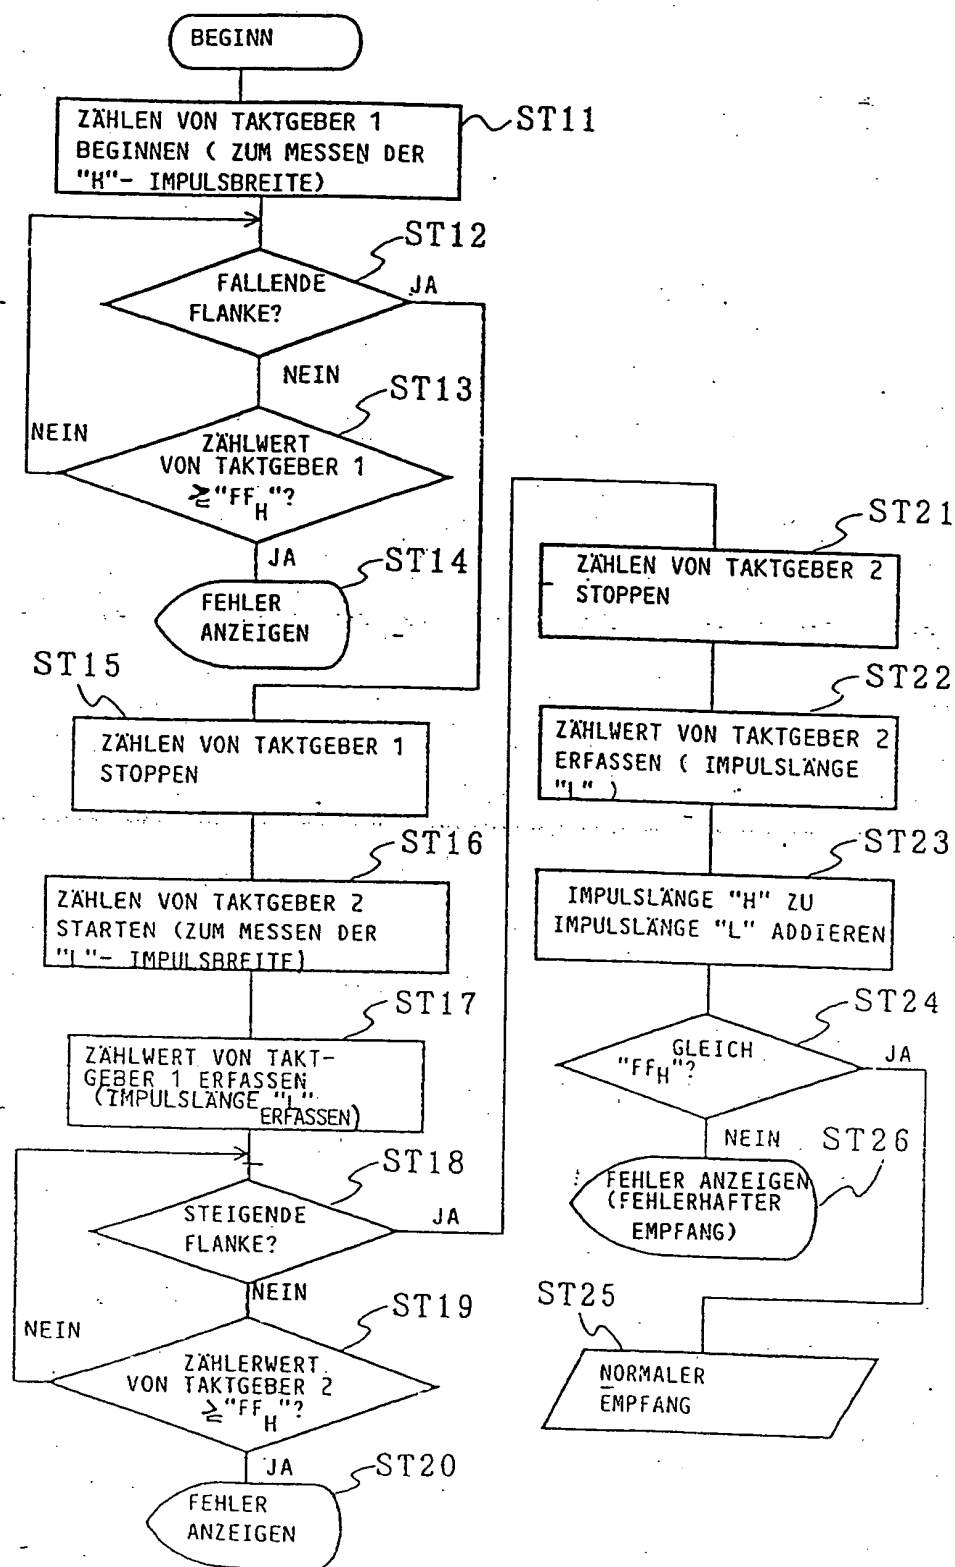 BEGINN
ZÄHLEN VON TAKTGEBER 1
BEGINNEN ( ZUM MESSEN DER
"H"- IMPULSBREITE)
ST11
ST12
FALLENDE
FLANKE?
JA
NEIN
ST13
NEIN
ZÄHLWERT
VON TAKTGEBER 1
≧"FFH"?
JA
ST14
FEHLER
ANZEIGEN
ST15
ZÄHLEN VON TAKTGEBER 1
STOPPEN
ST16
ZÄHLEN VON TAKTGEBER 2
STARTEN (ZUM MESSEN DER
"L"- IMPULSBREITE)
ST17
ZÄHLWERT VON TAKT-
GEBER 1 ERFASSEN
(IMPULSLÄNGE "L"
ERFASSEN)
ST18
STEIGENDE
FLANKE?
JA
NEIN
ST19
NEIN
ZÄHLERWERT
VON TAKTGEBER 2
≧"FFH"?
JA
ST20
FEHLER
ANZEIGEN
ST21
ZÄHLEN VON TAKTGEBER 2
STOPPEN
ST22
ZÄHLWERT VON TAKTGEBER 2
ERFASSEN ( IMPULSLÄNGE
"L" )
ST23
IMPULSLÄNGE "H" ZU
IMPULSLÄNGE "L" ADDIEREN
ST24
GLEICH
"FFH"?
JA
NEIN
ST26
FEHLER ANZEIGEN
(FEHLERHAFTER
EMPFANG)
ST25
NORMALER
EMPFANG